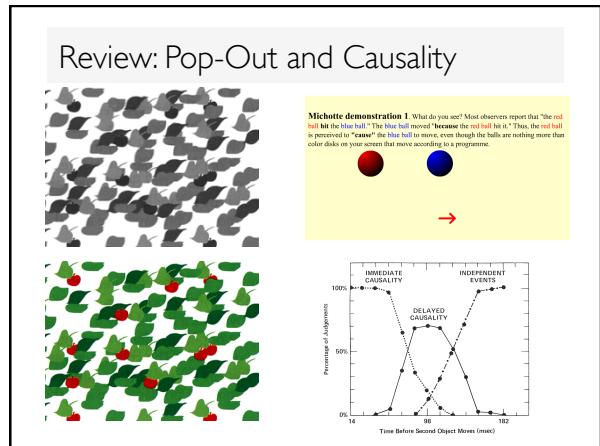 Review: Pop-Out and Causality
Michotte demonstration 1. What do you see? Most observers report that "the red
ball hit the blue ball." The blue ball moved "because the red ball hit it." Thus, the red ball
is perceived to "cause" the blue ball to move, even though the balls are nothing more than
color disks on your screen that move according to a programme.
IMMEDIATE
CAUSALITY
INDEPENDENT
EVENTS
DELAYED
CAUSALITY
Percentage of Judgements
100%
50%
0%
14
98
182
Time Before Second Object Moves (msec)